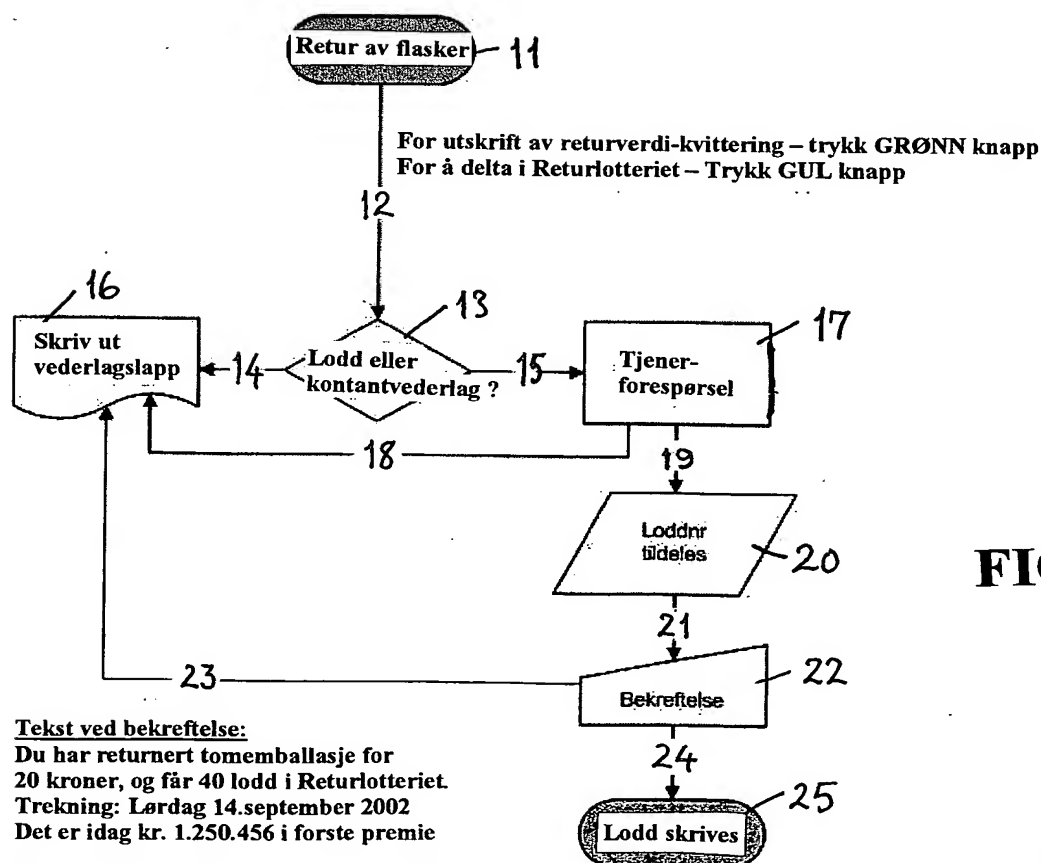 Retur av flasker
11
For utskrift av returverdi-kvittering – trykk GRØNN knapp
For å delta i Returlotteriet – Trykk GUL knapp
12
16
13
17
Skriv ut
vederlagslapp
14
Lodd eller
kontantvederlag ?
15
Tjener-
forespørsel
18
19
Loddnr
tildeles
20
FI
21
23
22
Bekreftelse
Tekst ved bekreftelse:
Du har returnert tomemballasje for
20 kroner, og får 40 lodd i Returlotteriet.
Trekning: Lørdag 14.september 2002
Det er idag kr. 1.250.456 i forste premie
24
25
Lodd skrives